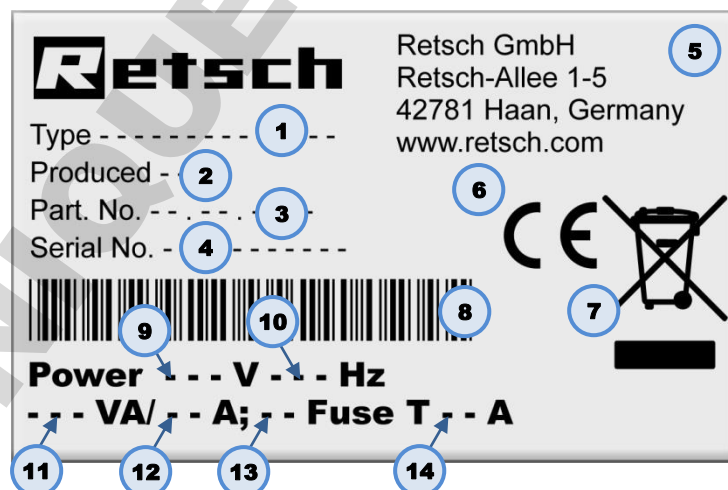 Retsch
Retsch GmbH
Retsch-Allee 1-5
42781 Haan, Germany
www.retsch.com
5
Type - - - - - - - - - 1 - -
Produced - 2
Part. No. - - . - - . - 3 -
Serial No. - 4 - - - - - - -
6
CE
7
8
9
10
Power - - - V - - - Hz
- - - VA/ - - A; - - Fuse T - - A
11
12
13
14